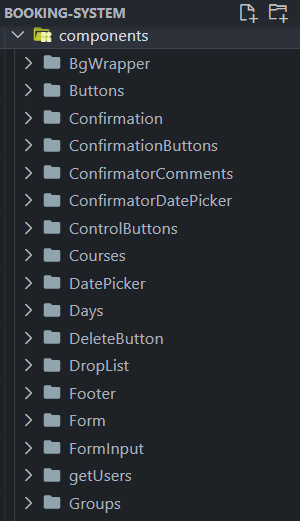 BOOKING-SYSTEM
components
BgWrapper
Buttons
Confirmation
ConfirmationButtons
ConfirmatorComments
ConfirmatorDatePicker
ControlButtons
Courses
DatePicker
Days
DeleteButton
DropList
Footer
Form
FormInput
getUsers
Groups